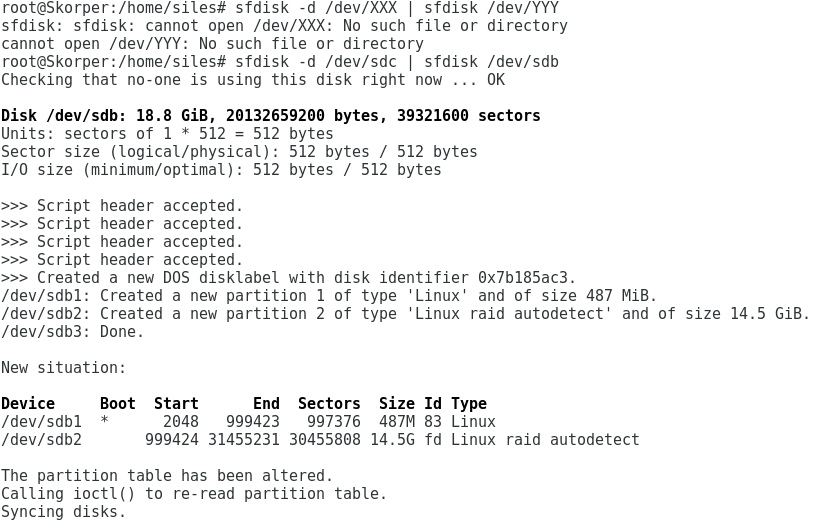 root@Skorper:/home/siles# sfdisk -d /dev/XXX | sfdisk /dev/YYY
sfdisk: sfdisk: cannot open /dev/XXX: No such file or directory
cannot open /dev/YYY: No such file or directory
root@Skorper:/home/siles# sfdisk -d /dev/sdc | sfdisk /dev/sdb
Checking that no-one is using this disk right now ... OK

Disk /dev/sdb: 18.8 GiB, 20132659200 bytes, 39321600 sectors
Units: sectors of 1 * 512 = 512 bytes
Sector size (logical/physical): 512 bytes / 512 bytes
I/O size (minimum/optimal): 512 bytes / 512 bytes

>>> Script header accepted.
>>> Script header accepted.
>>> Script header accepted.
>>> Script header accepted.
>>> Created a new DOS disklabel with disk identifier 0x7b185ac3.
/dev/sdb1: Created a new partition 1 of type 'Linux' and of size 487 MiB.
/dev/sdb2: Created a new partition 2 of type 'Linux raid autodetect' and of size 14.5 GiB.
/dev/sdb3: Done.

New situation:

Device     Boot  Start      End  Sectors  Size Id Type
/dev/sdb1  *      2048   999423   997376  487M 83 Linux
/dev/sdb2       999424 31455231 30455808 14.5G fd Linux raid autodetect

The partition table has been altered.
Calling ioctl() to re-read partition table.
Syncing disks.